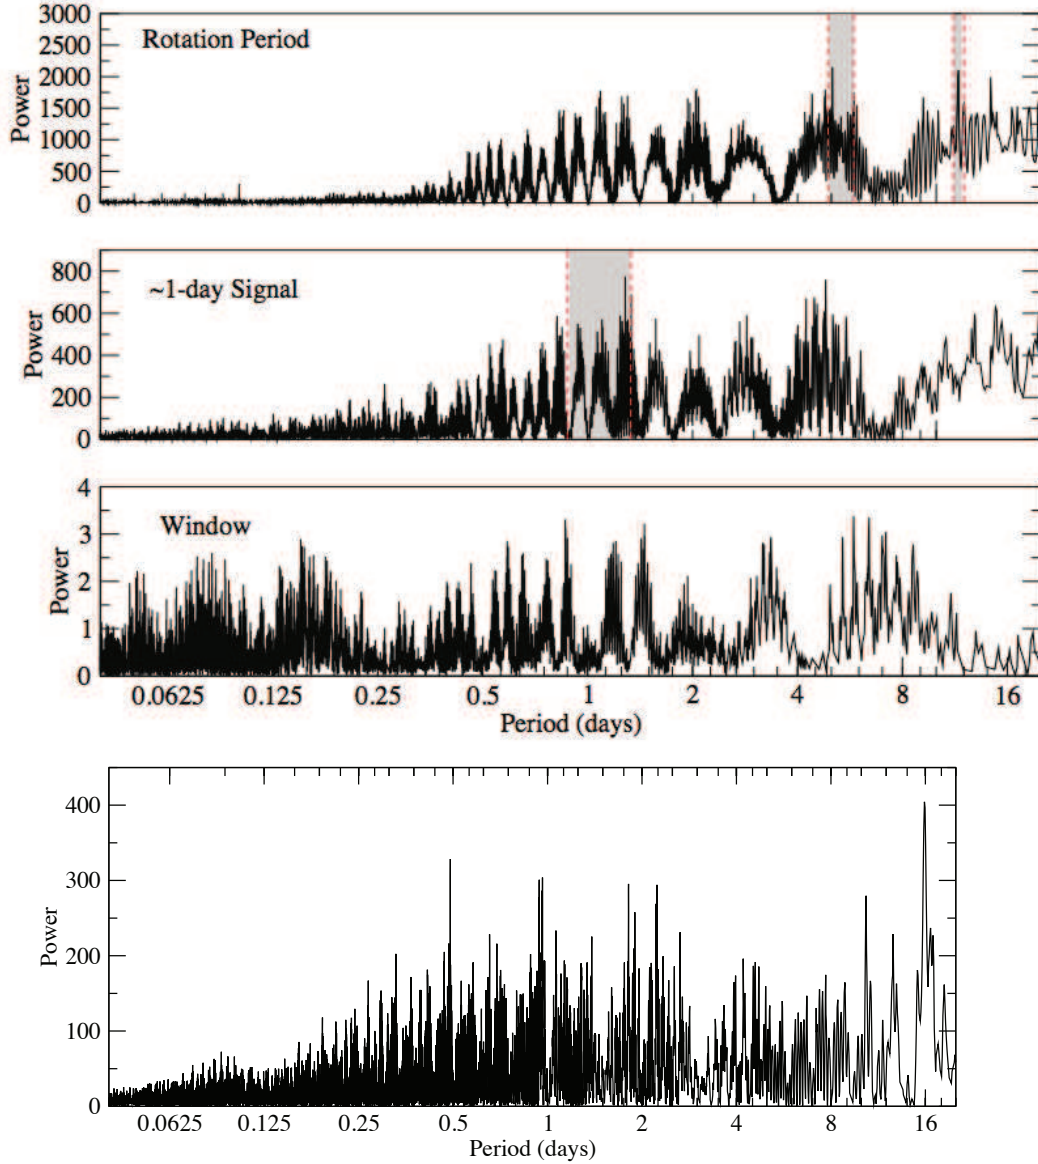 Rotation Period
Power
3000
2500
2000
1500
1000
500
0
~1-day Signal
Power
800
600
400
200
0
Window
Power
4
3
2
1
0
0.0625 0.125 0.25 0.5 1 2 4 8 16
Period (days)
Power
400
300
200
100
0
0.0625 0.125 0.25 0.5 1 2 4 8 16
Period (days)